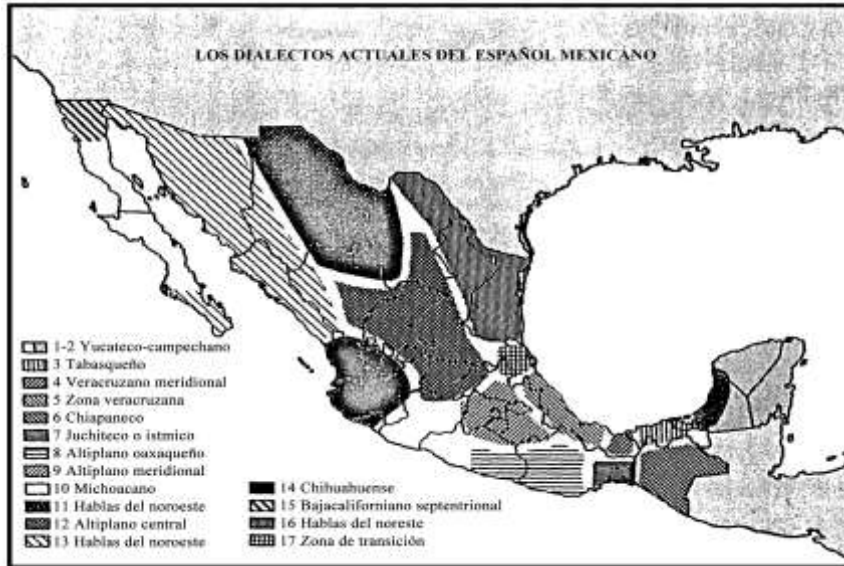 LOS DIALECTOS ACTUALES DEL ESPAÑOL MEXICANO
1-2 Yucateco-campechano
3 Tabasqueño
4 Veracruzano meridional
5 Zona veracruzana
6 Chiapaneco
7 Juchiteco o istmico
8 Altiplano oaxaqueño
9 Altiplano meridional
10 Michoacano
11 Hablas del noroeste
12 Altiplano central
13 Hablas del noroeste
14 Chihuahuense
15 Bajacaliforniano septentrional
16 Hablas del noreste
17 Zona de transición